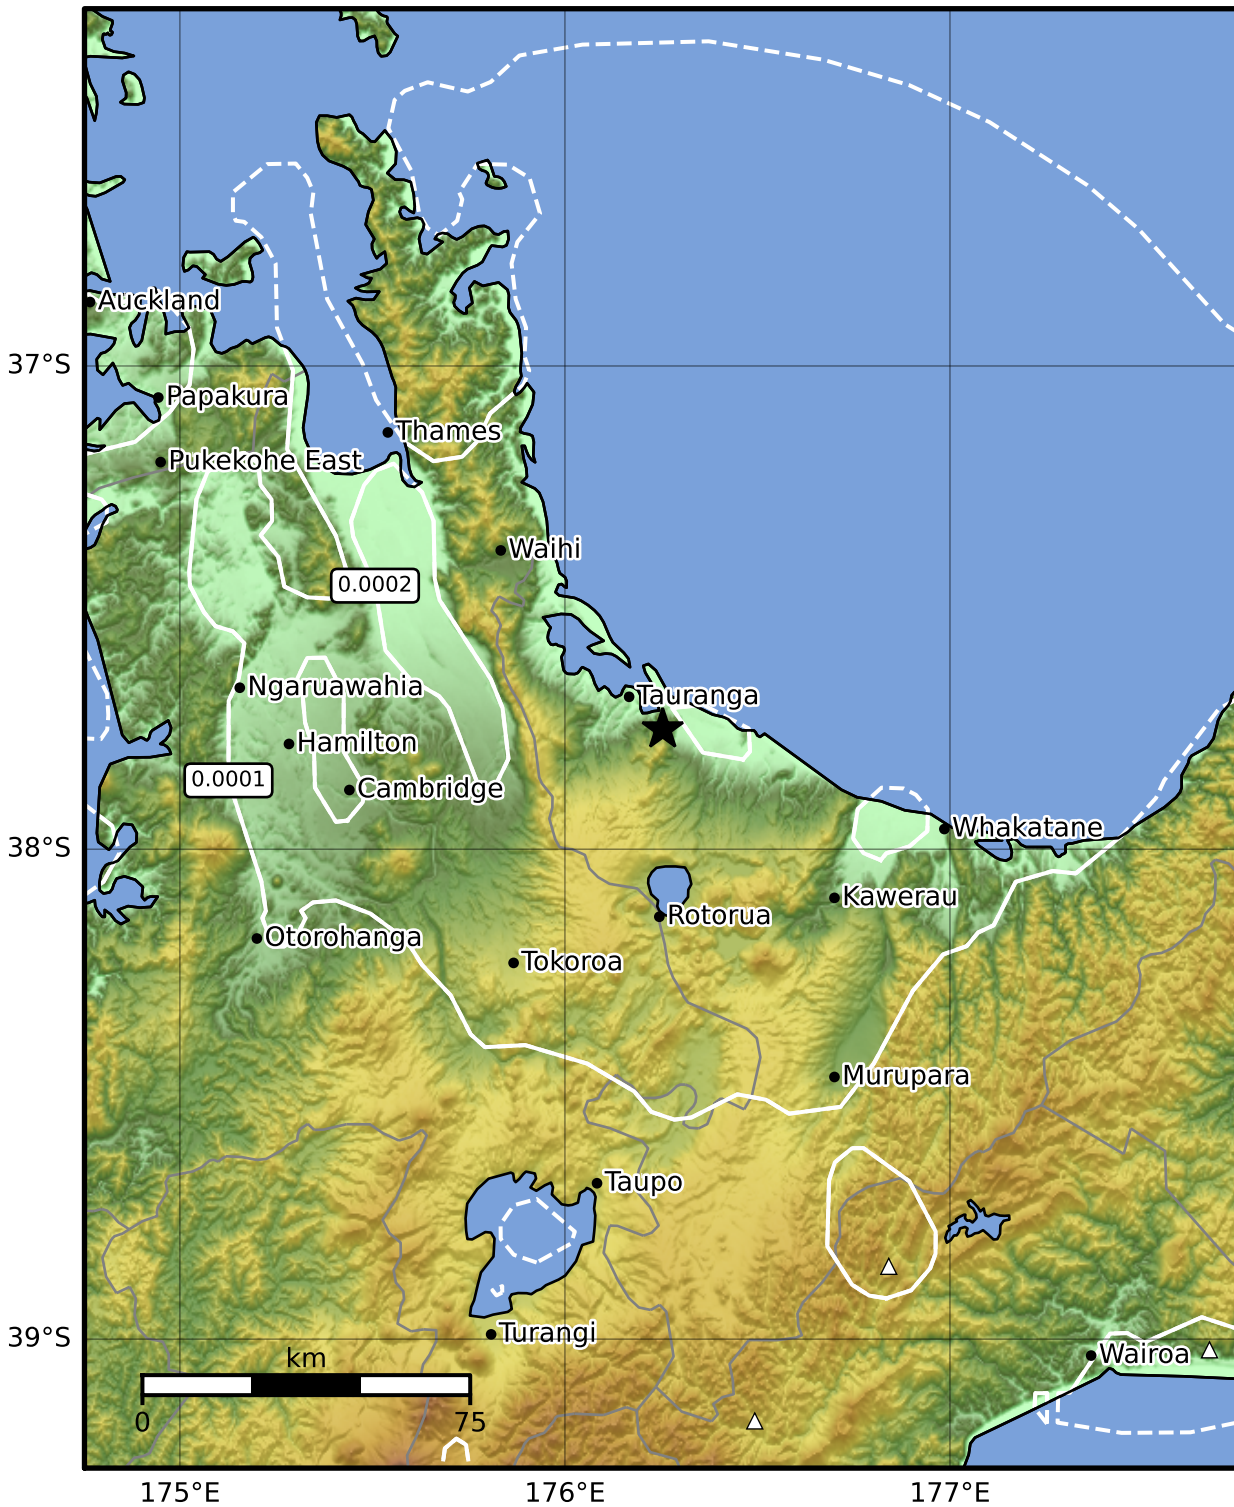 Auckland
37°S
Papakura
Thames
Pukekohe East
Waihi
0.0002
Ngaruawahia
Tauranga
Hamilton
0.0001
Cambridge
Whakatane
38°S
Kawerau
Rotorua
Otorohanga
Tokoroa
Murupara
Taupo
Turangi
39°S
Wairoa
km
0 75
175°E 176°E 177°E